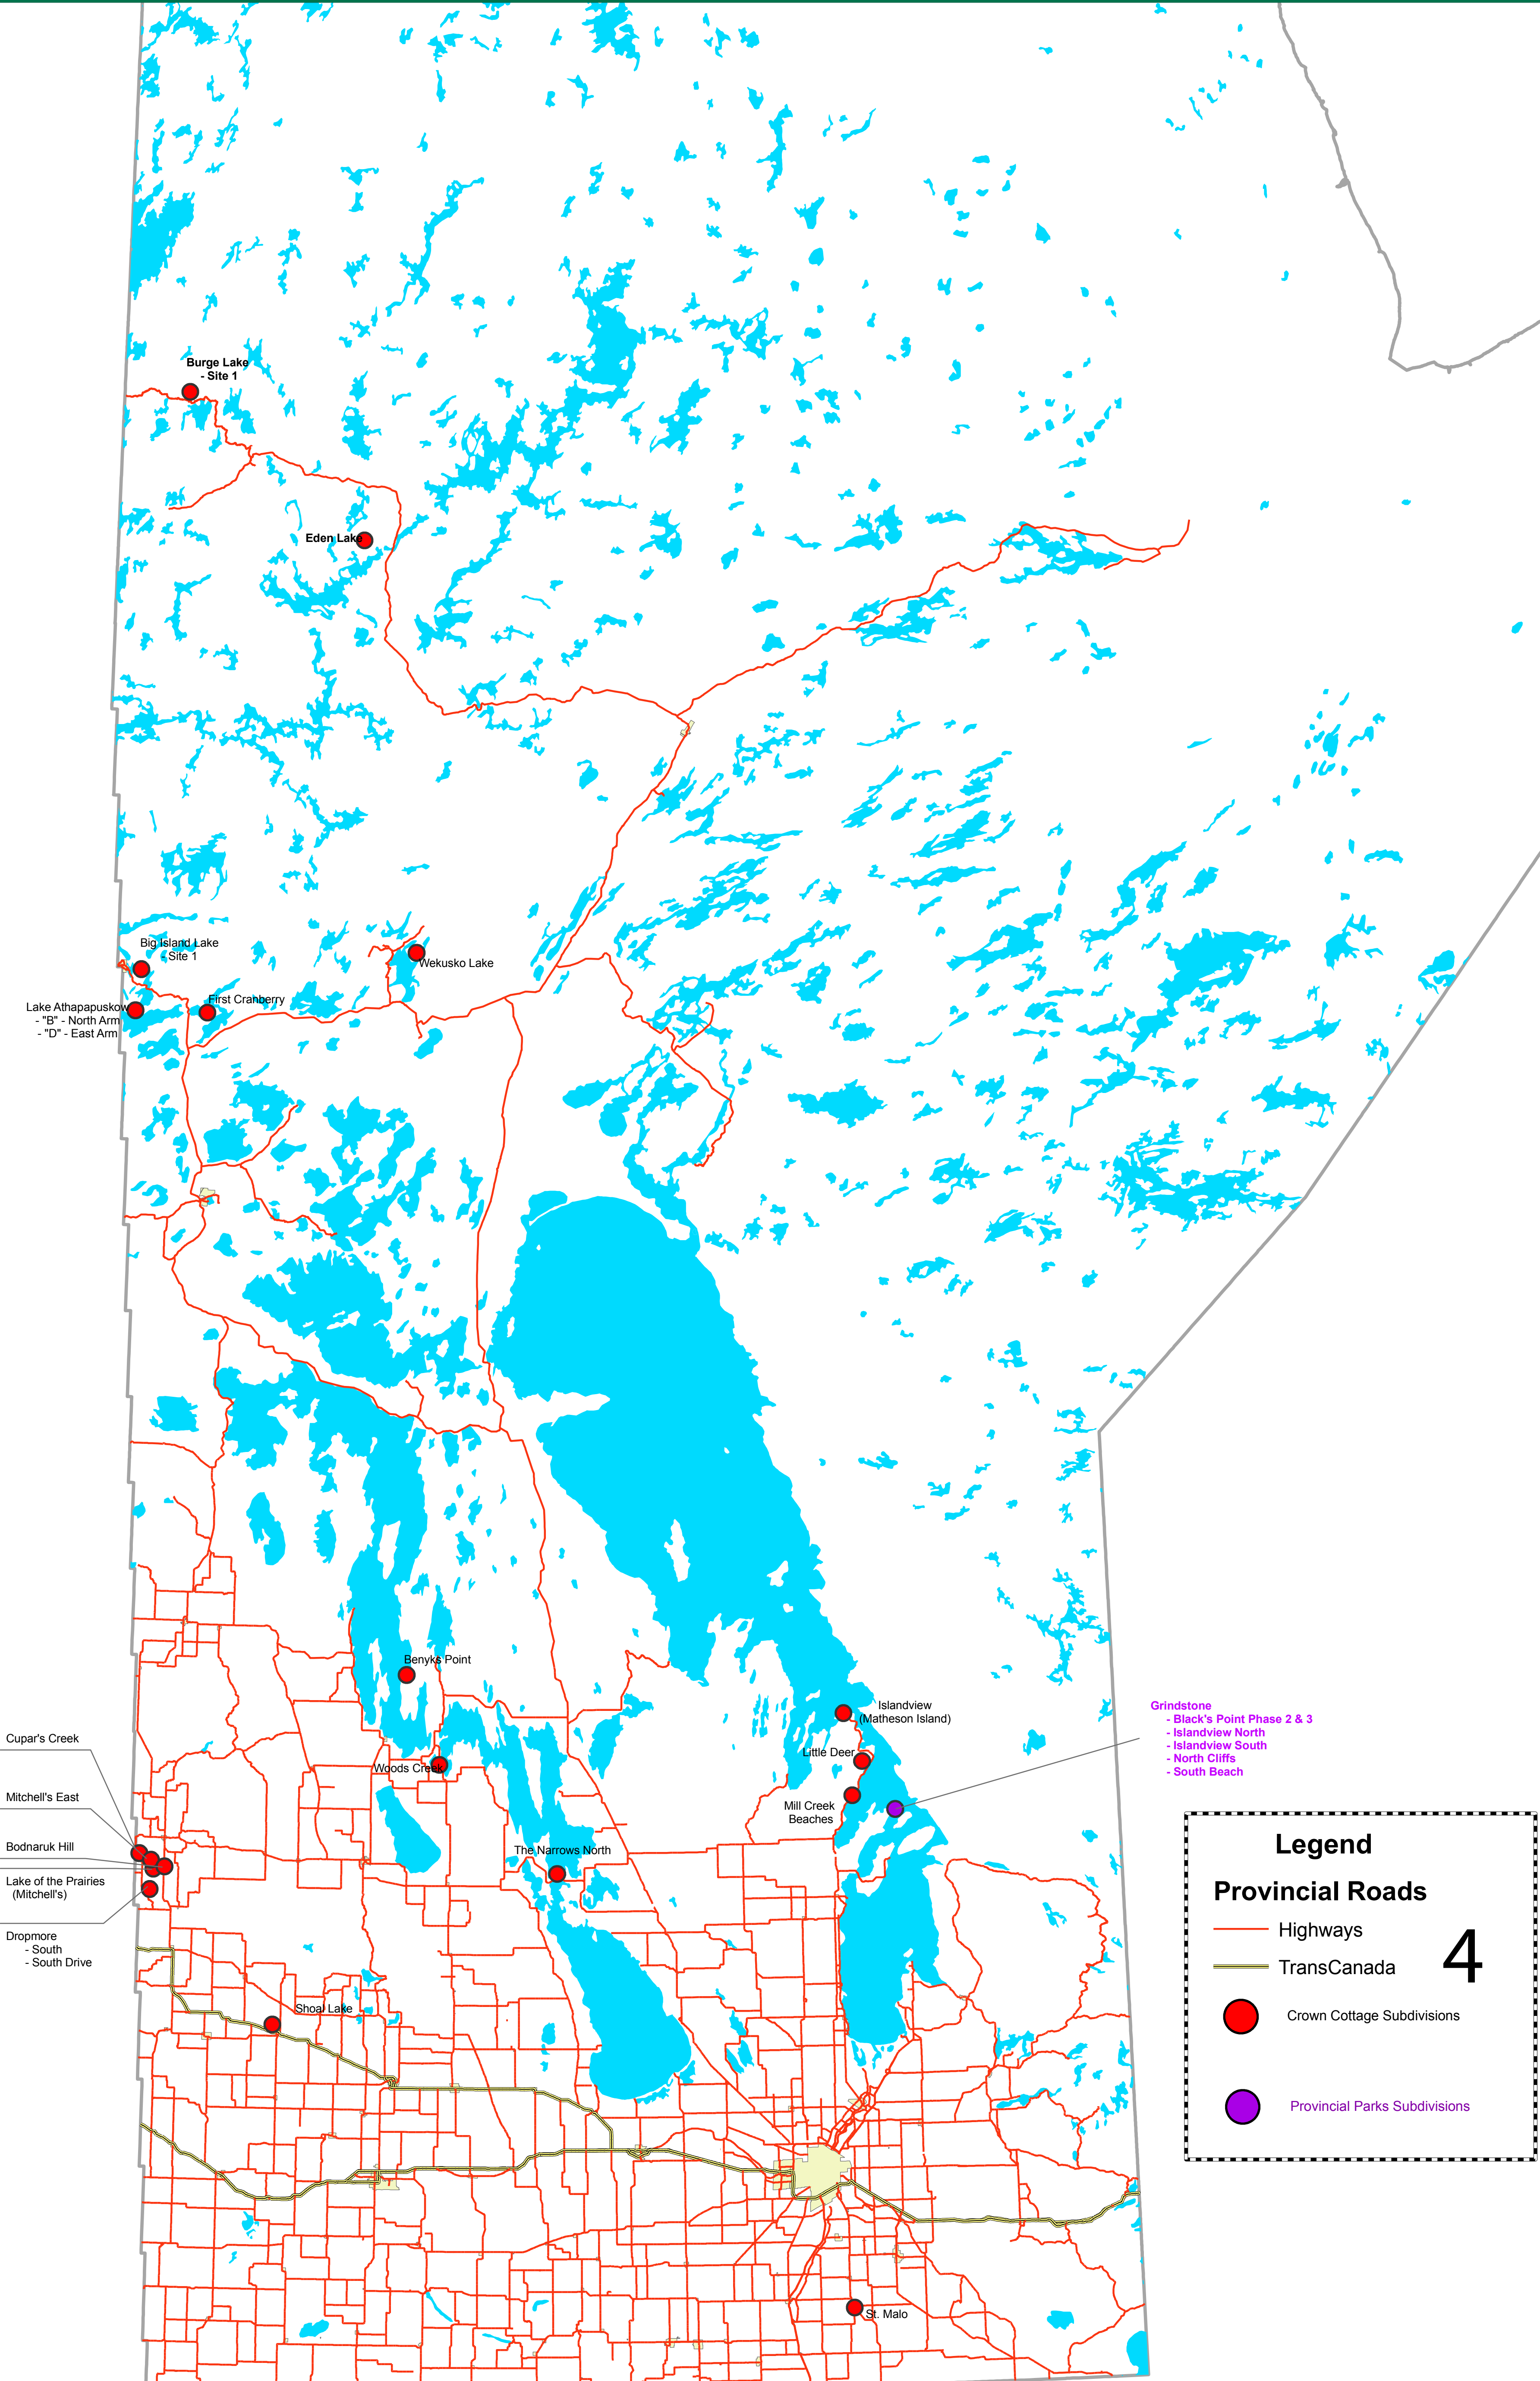 Burge Lake
- Site 1
Eden Lake
Big Island Lake
- Site 1
Wekusko Lake
Lake Athapapuskow
- "B" - North Arm
- "D" - East Arm
First Cranberry
Benyks Point
Islandview
(Matheson Island)
Grindstone
- Black's Point Phase 2 & 3
- Islandview North
- Islandview South
- North Cliffs
- South Beach
Cupar's Creek
Little Deer
Woods Creek
Mitchell's East
Mill Creek
Beaches
Bodnaruk Hill
The Narrows North
Lake of the Prairies
(Mitchell's)
Dropmore
- South
- South Drive
Shoal Lake
St. Malo
Legend
Provincial Roads
Highways
TransCanada
4
Crown Cottage Subdivisions
Provincial Parks Subdivisions